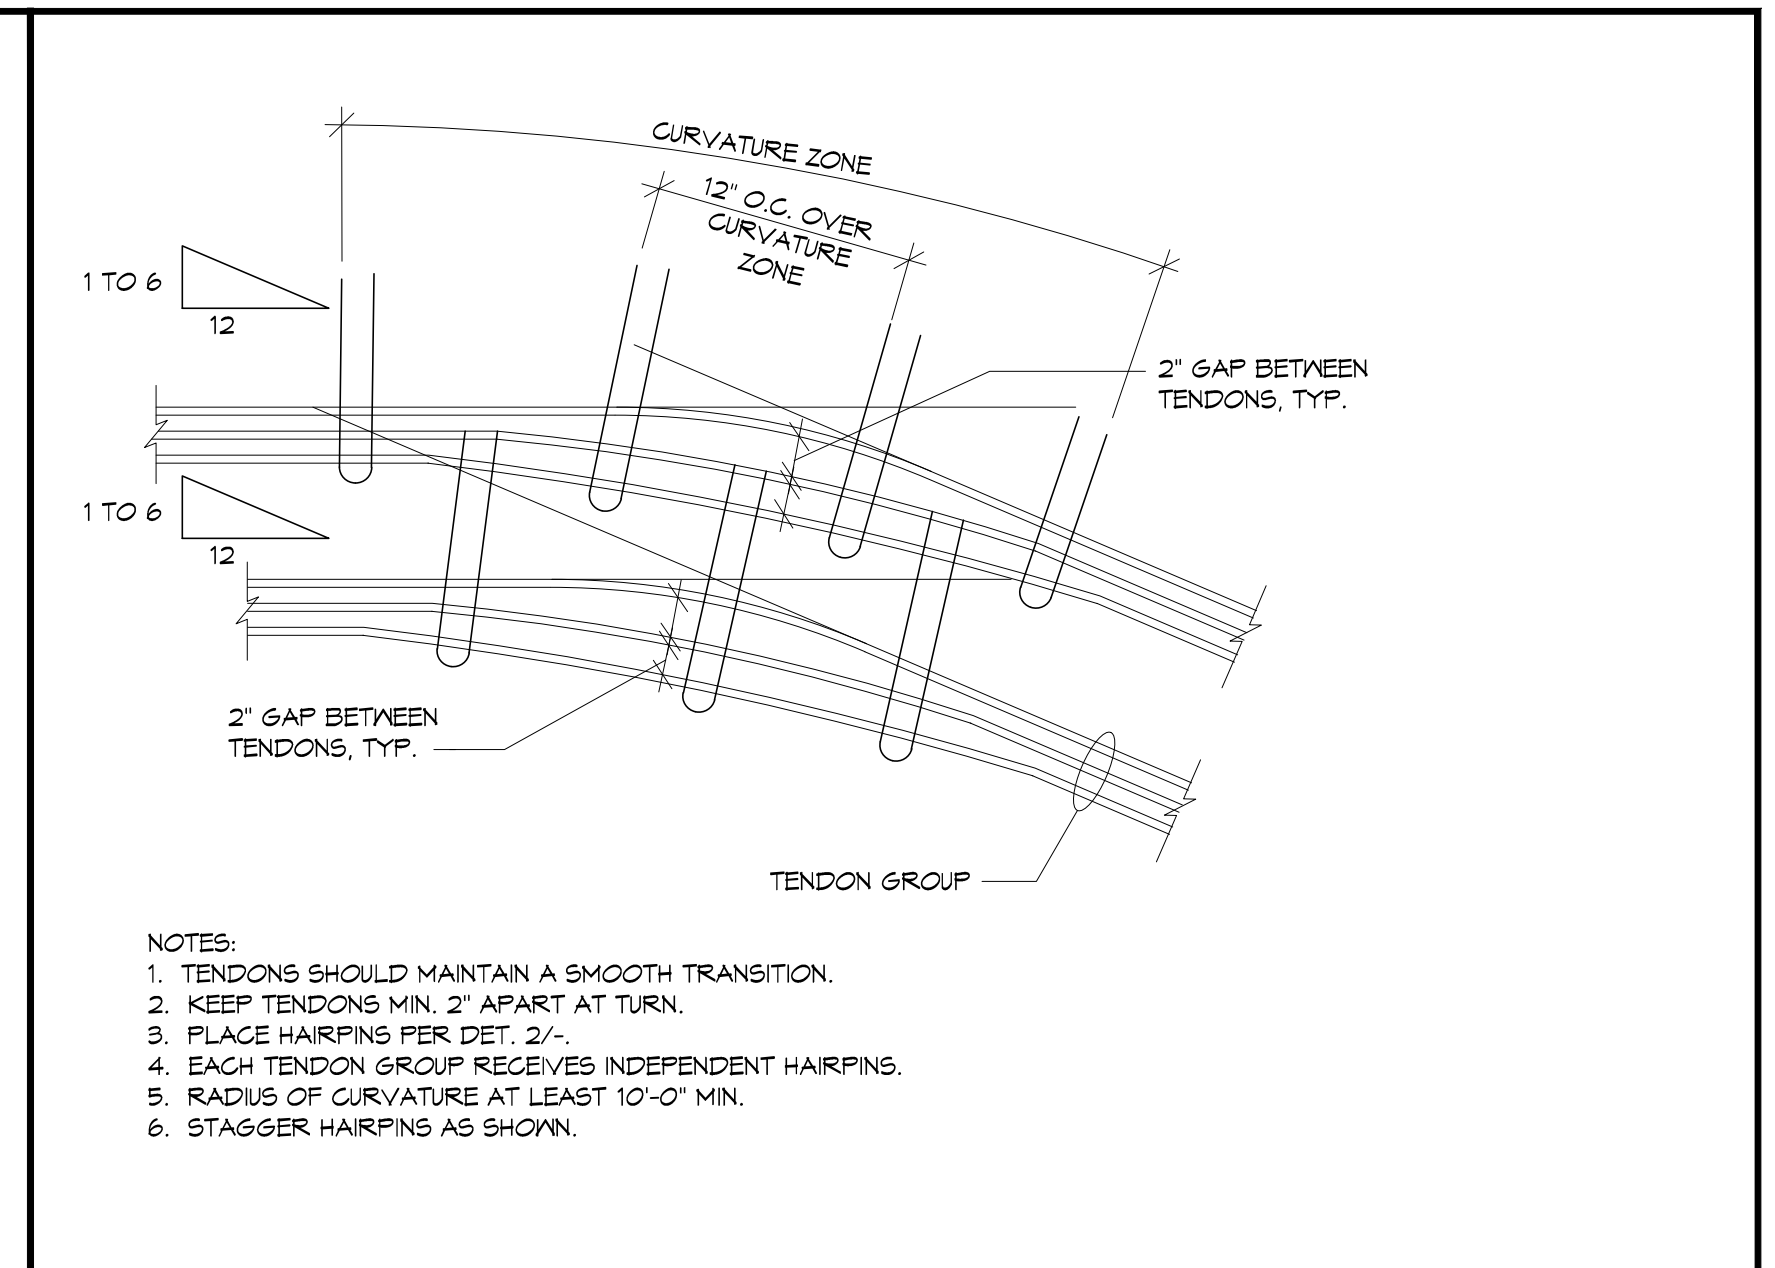 CURVATURE ZONE
12" O.C. OVER
CURVATURE
ZONE
1 TO 6
12
2" GAP BETWEEN
TENDONS, TYP.
1 TO 6
12
2" GAP BETWEEN
TENDONS, TYP.
TENDON GROUP
NOTES:
1. TENDONS SHOULD MAINTAIN A SMOOTH TRANSITION.
2. KEEP TENDONS MIN. 2" APART AT TURN.
3. PLACE HAIRPINS PER DET. 2/-.
4. EACH TENDON GROUP RECEIVES INDEPENDENT HAIRPINS.
5. RADIUS OF CURVATURE AT LEAST 10'-0" MIN.
6. STAGGER HAIRPINS AS SHOWN.